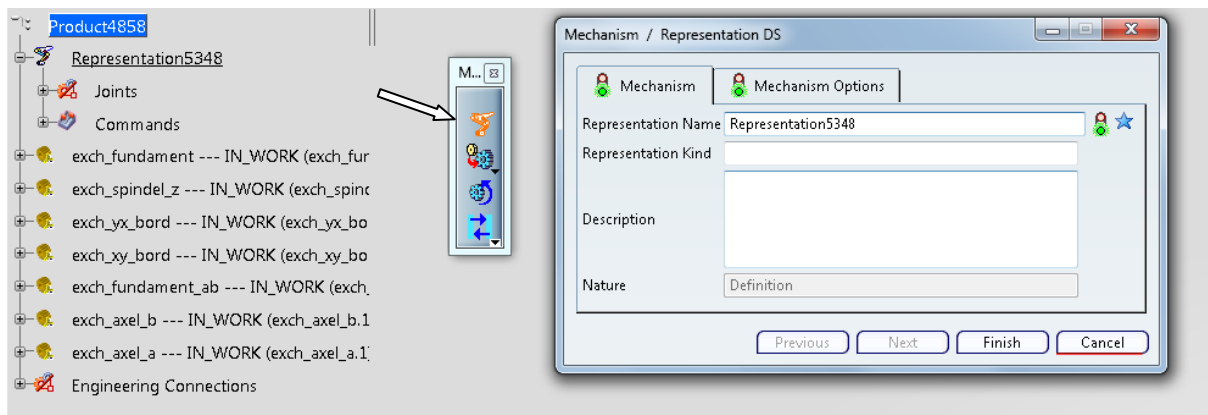 Product4858
Representation5348
Joints
Commands
exch_fundament --- IN_WORK (exch_fur
exch_spindel_z --- IN_WORK (exch_spinc
exch_yx_bord --- IN_WORK (exch_yx_bo
exch_xy_bord --- IN_WORK (exch_xy_bo
exch_fundament_ab --- IN_WORK (exch_
exch_axel_b --- IN_WORK (exch_axel_b.1
exch_axel_a --- IN_WORK (exch_axel_a.1)
Engineering Connections
M...
Mechanism / Representation DS
Mechanism Mechanism Options
Representation Name Representation5348
Representation Kind
Description
Nature Definition
Previous Next Finish Cancel